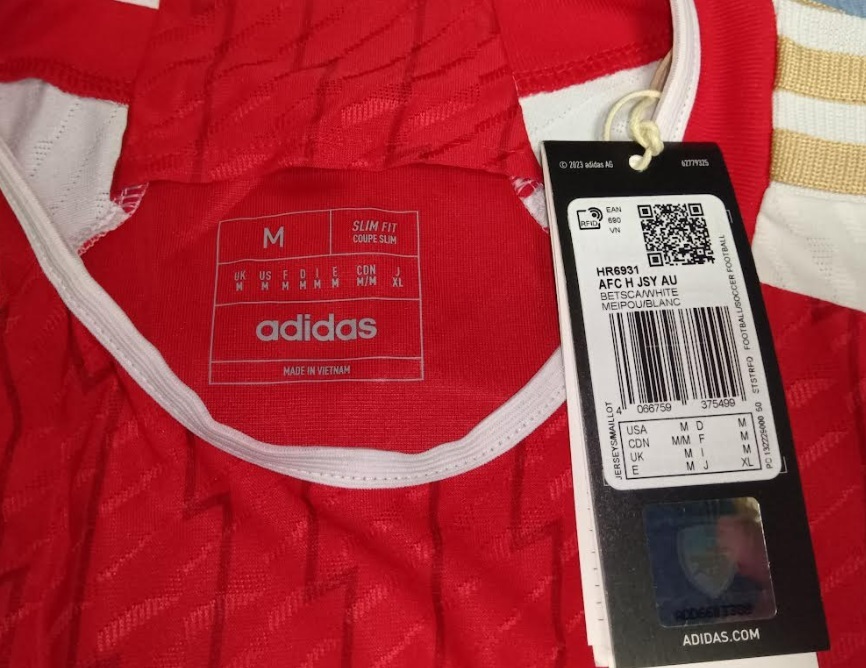 M
SLIM FIT
COUPE SLIM
UK US F D I E CDN J
M M M M M M M/M XL
adidas
MADE IN VIETNAM
© 2023 adidas AG 62779325
RFID
EAN
690
VN
HR6931
AFC H JSY AU
BETSCA/WHITE
MEIPOU/BLANC
4 066759 375499
JERSEYS/MAILLOT
STSTRFO FOOTBALL/SOCCER FOOTBALL
USA M D M
CDN M/M F M
UK M I M
E M J XL
ADIDAS.COM